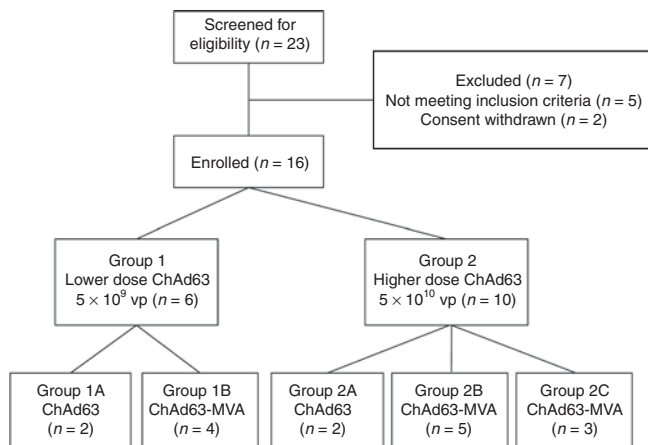 Screened for
eligibility (n = 23)
Excluded (n = 7)
Not meeting inclusion criteria (n = 5)
Consent withdrawn (n = 2)
Enrolled (n = 16)
Group 1
Lower dose ChAd63
5 × 10⁹ vp (n = 6)
Group 2
Higher dose ChAd63
5 × 10¹⁰ vp (n = 10)
Group 1A
ChAd63
(n = 2)
Group 1B
ChAd63-MVA
(n = 4)
Group 2A
ChAd63
(n = 2)
Group 2B
ChAd63-MVA
(n = 5)
Group 2C
ChAd63-MVA
(n = 3)